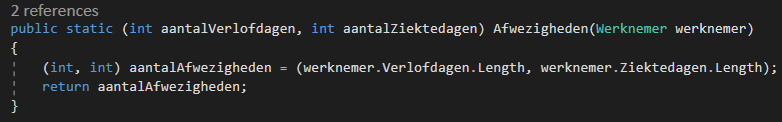 2 references
public static (int aantalVerlofdagen, int aantalZiektedagen) Afwezigheden(Werknemer werknemer)
{
(int, int) aantalAfwezigheden = (werknemer.Verlofdagen.Length, werknemer.Ziektedagen.Length);
return aantalAfwezigheden;
}